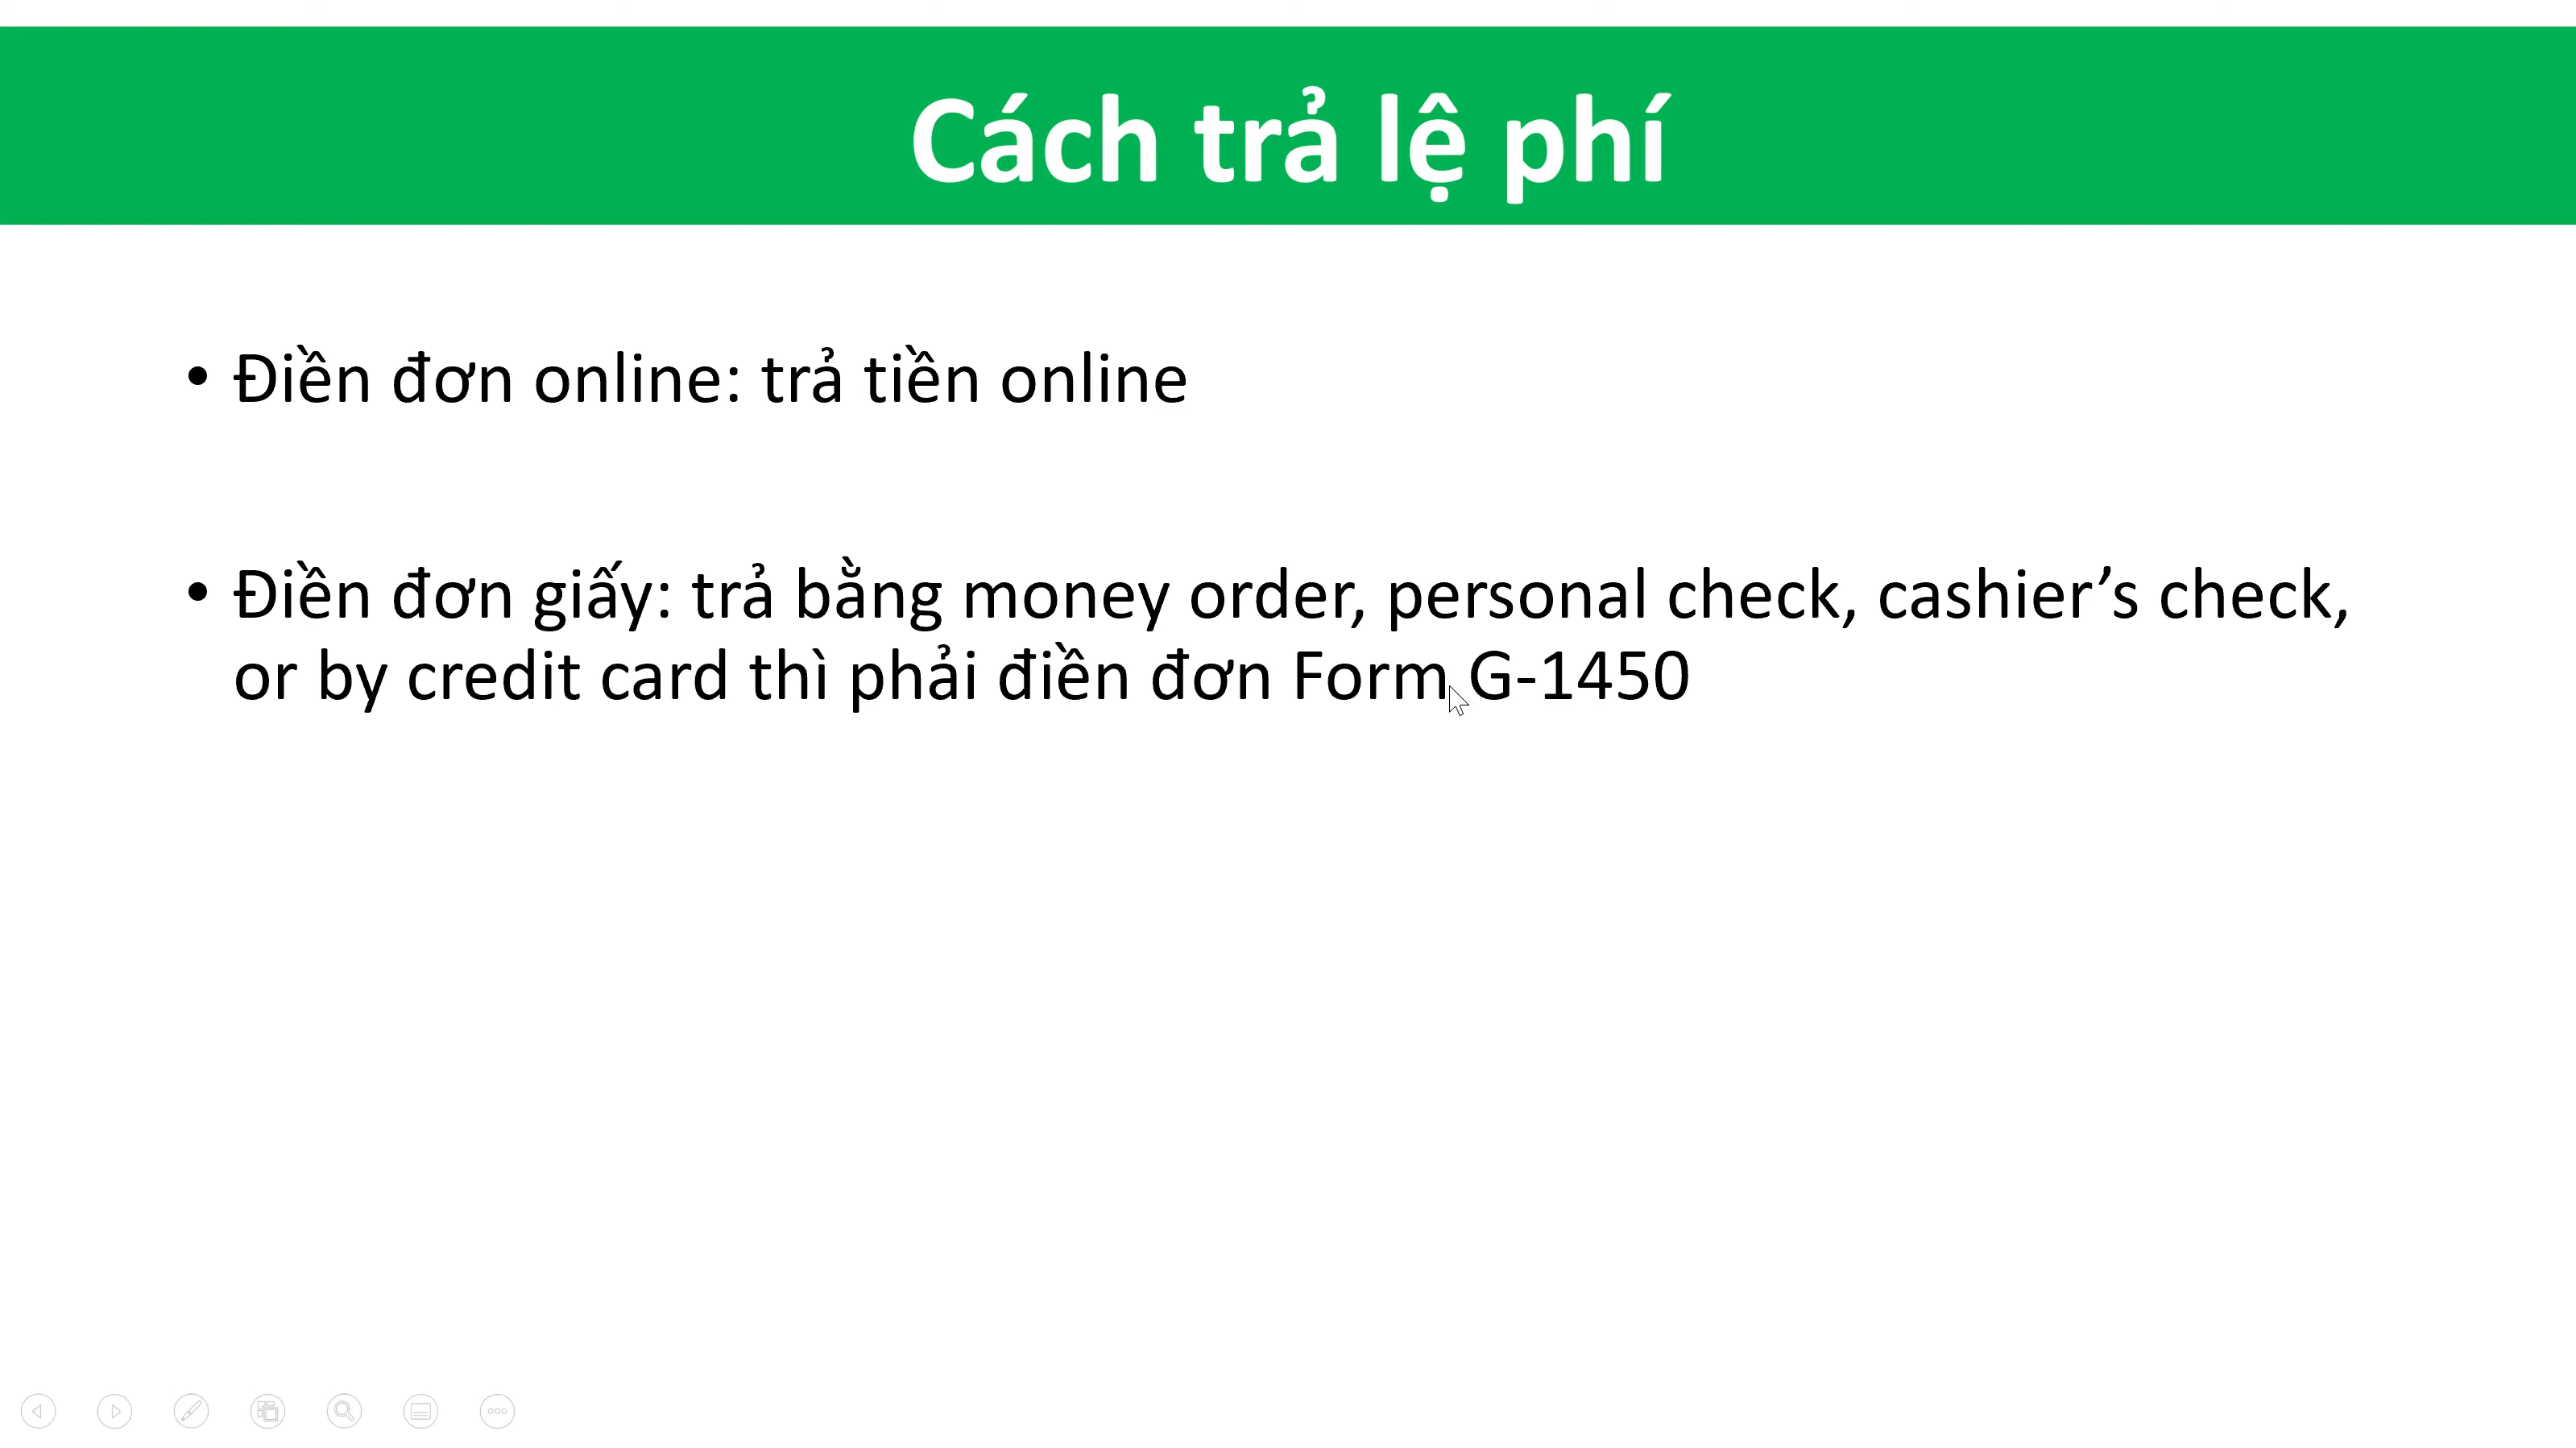 Cách trả lệ phí
• Điền đơn online: trả tiền online
• Điền đơn giấy: trả bằng money order, personal check, cashier’s check,
or by credit card thì phải điền đơn Form G-1450